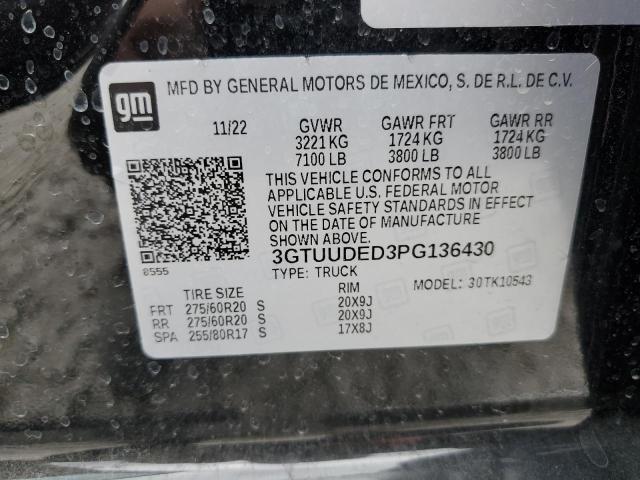 gm
MFD BY GENERAL MOTORS DE MEXICO, S. DE R.L. DE C.V.
11/22 GVWR GAWR FRT GAWR RR
3221 KG 1724 KG 1724 KG
7100 LB 3800 LB 3800 LB
THIS VEHICLE CONFORMS TO ALL
APPLICABLE U.S. FEDERAL MOTOR
VEHICLE SAFETY STANDARDS IN EFFECT
ON THE DATE OF MANUFACTURE
SHOWN ABOVE.
8555
3GTUUDED3PG136430
TYPE: TRUCK
MODEL: 30TK10543
TIRE SIZE RIM
FRT 275/60R20 S 20X9J
RR 275/60R20 S 20X9J
SPA 255/80R17 S 17X8J